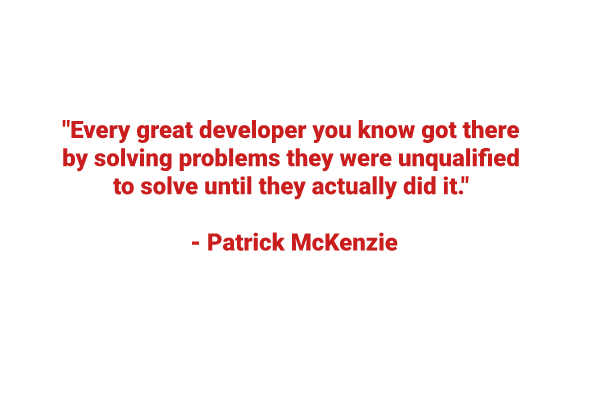 "Every great developer you know got there
by solving problems they were unqualified
to solve until they actually did it."
- Patrick McKenzie